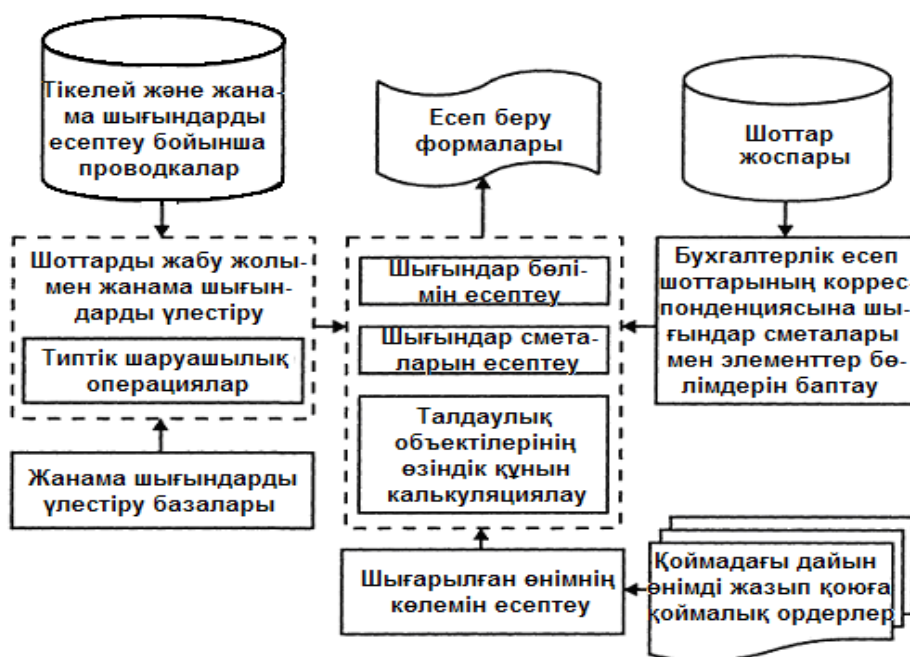 Тікелей және жана-
ма шығындарды
есептеу бойынша
проводкалар
Есеп беру
формалары
Шоттар
жоспары
Шоттарды жабу жолы-
мен жанама шығын-
дарды үлестіру
Типтік шаруашылық
операциялар
Шығындар бөлі-
мін есептеу
Шығындар смета-
ларын есептеу
Талдаулық
объектілерінің
өзіндік құнын
калькуляциялау
Бухгалтерлік есеп
шоттарының коррес-
понденциясына шы-
ғындар сметалары
мен элементтер бө-
лімдерін баптау
Жанама шығындарды
үлестіру базалары
Шығарылған өнімнің
көлемін есептеу
Қоймадағы дайын
өнімді жазып қоюға
қоймалық ордерлер